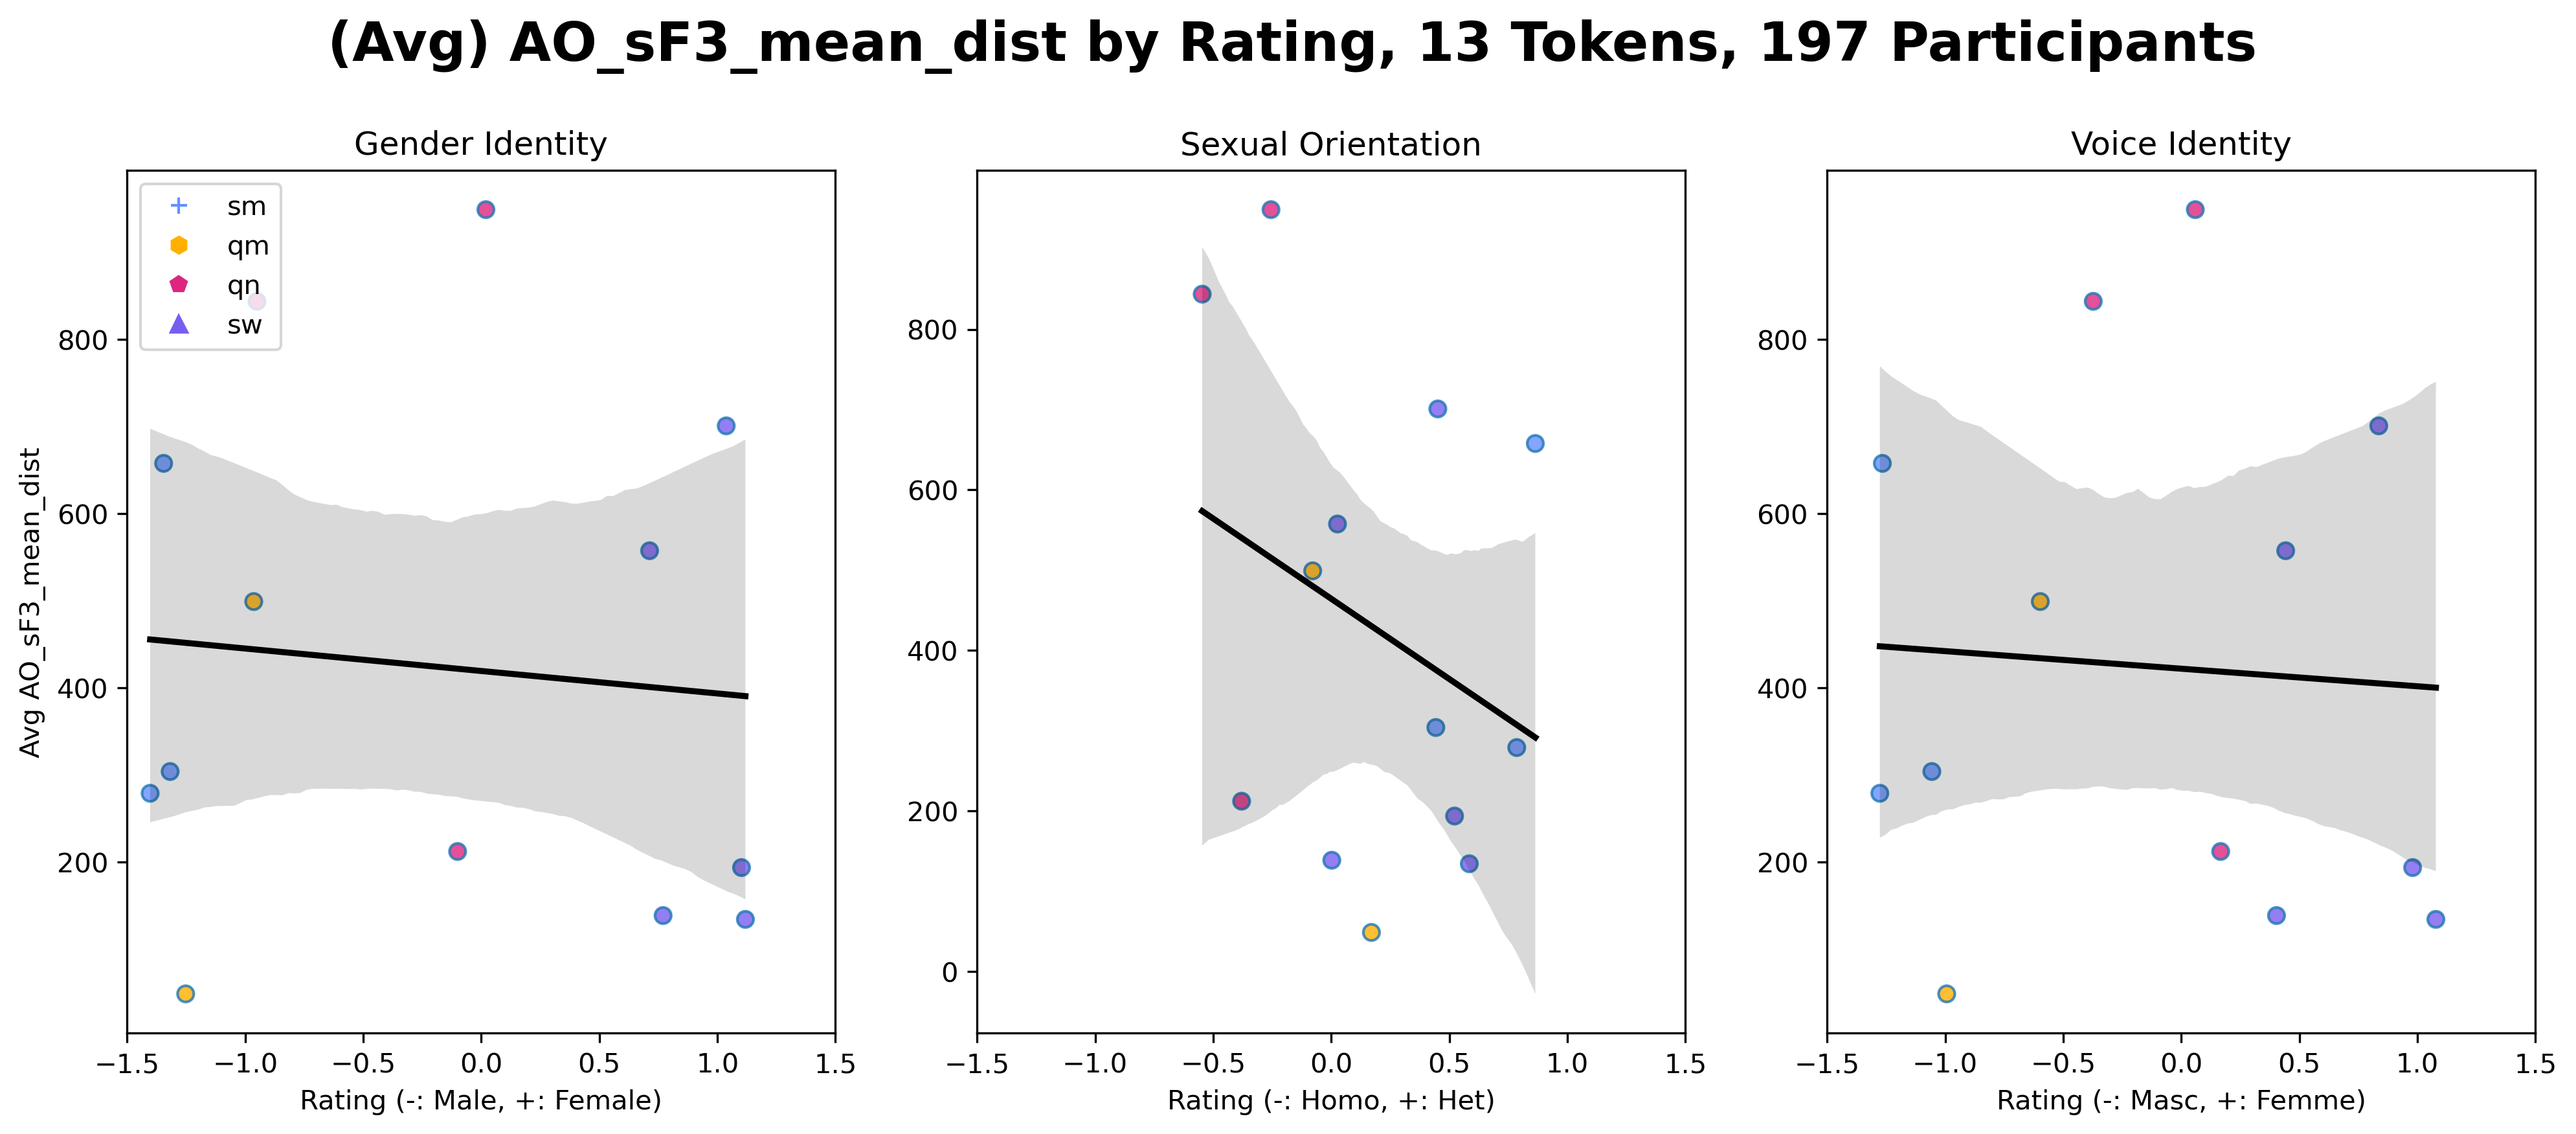 (Avg) AO_sF3_mean_dist by Rating, 13 Tokens, 197 Participants
Gender Identity
sm
qm
qn
sw
Avg AO_sF3_mean_dist
800
600
400
200
−1.5 −1.0 −0.5 0.0 0.5 1.0 1.5
Rating (-: Male, +: Female)
Sexual Orientation
800
600
400
200
0
−1.5 −1.0 −0.5 0.0 0.5 1.0 1.5
Rating (-: Homo, +: Het)
Voice Identity
800
600
400
200
−1.5 −1.0 −0.5 0.0 0.5 1.0 1.5
Rating (-: Masc, +: Femme)